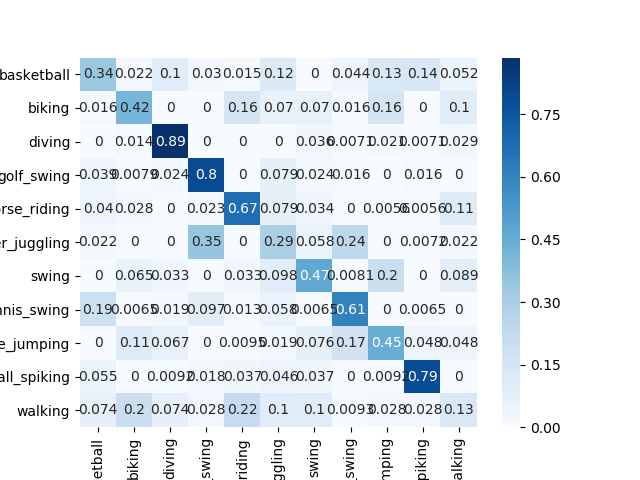 basketball 0.34 0.022 0.1 0.03 0.015 0.12 0 0.044 0.13 0.14 0.052
biking 0.016 0.42 0 0 0.16 0.07 0.07 0.016 0.16 0 0.1
0.75
diving 0 0.014 0.89 0 0 0 0.036 0.0071 0.021 0.0071 0.029
golf_swing 0.039 0.0079 0.024 0.8 0 0.079 0.024 0.016 0 0.016 0
0.60
rse_riding 0.04 0.028 0 0.023 0.67 0.079 0.034 0 0.0056 0.0056 0.11
er_juggling 0.022 0 0 0.35 0 0.29 0.058 0.24 0 0.0072 0.022
0.45
swing 0 0.065 0.033 0 0.033 0.098 0.47 0.0081 0.2 0 0.089
0.30
nnis_swing 0.19 0.0065 0.019 0.097 0.013 0.058 0.0065 0.61 0 0.0065 0
e_jumping 0 0.11 0.067 0 0.0095 0.019 0.076 0.17 0.45 0.048 0.048
0.15
all_spiking 0.055 0 0.0092 0.018 0.037 0.046 0.037 0 0.0092 0.79 0
walking 0.074 0.2 0.074 0.028 0.22 0.1 0.1 0.0093 0.028 0.028 0.13
0.00
etball
biking
diving
_swing
riding
ggling
swing
_swing
mping
piking
alking